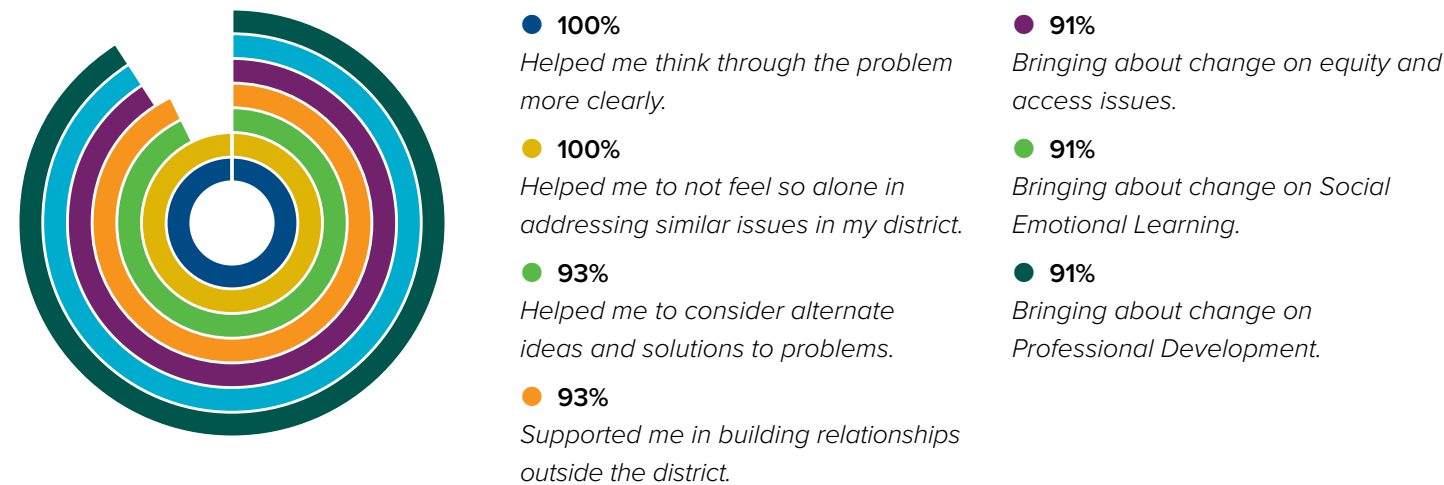 100%
Helped me think through the problem
more clearly.
100%
Helped me to not feel so alone in
addressing similar issues in my district.
93%
Helped me to consider alternate
ideas and solutions to problems.
93%
Supported me in building relationships
outside the district.
91%
Bringing about change on equity and
access issues.
91%
Bringing about change on Social
Emotional Learning.
91%
Bringing about change on
Professional Development.